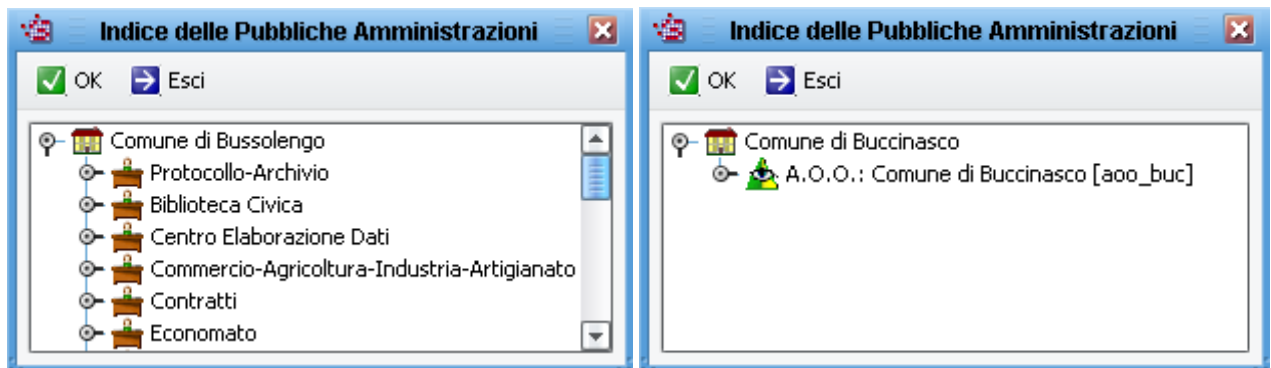 Indice delle Pubbliche Amministrazioni
OK Esci
Comune di Bussolengo
Protocollo-Archivio
Biblioteca Civica
Centro Elaborazione Dati
Commercio-Agricoltura-Industria-Artigianato
Contratti
Economato
Indice delle Pubbliche Amministrazioni
OK Esci
Comune di Buccinasco
A.O.O.: Comune di Buccinasco [aoo_buc]